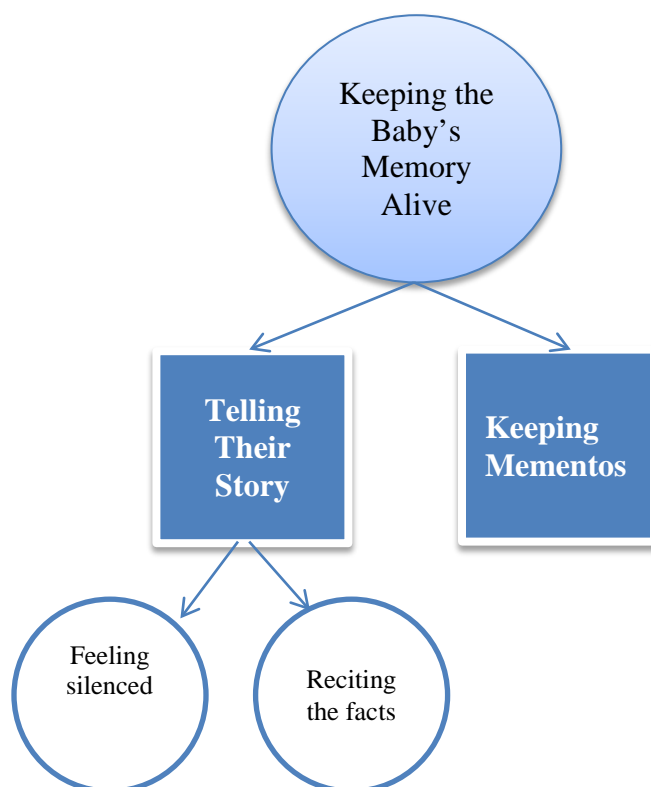 Keeping the
Baby’s
Memory
Alive
Telling
Their
Story
Keeping
Mementos
Feeling
silenced
Reciting
the facts